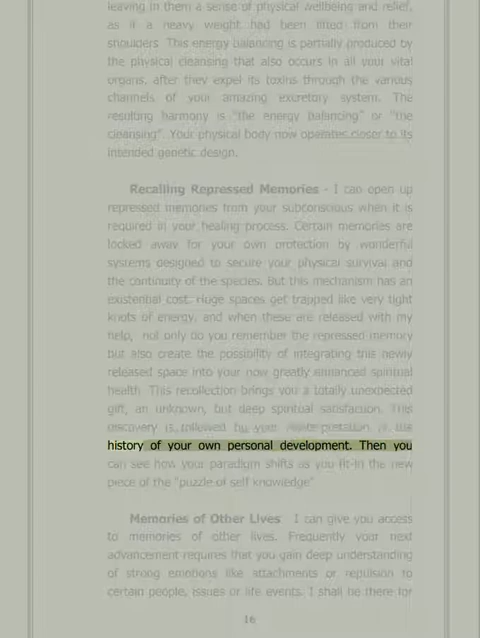 leaving in them a sense of physical wellbeing and relief,
as if a heavy weight had been lifted from their
shoulders. This energy balancing is partially produced by
the physical cleansing that also occurs in all your vital
organs, after they expel its toxins through the various
channels of your amazing excretory system. The
resulting harmony is "the energy balancing" or "the
cleansing". Your physical body now operates closer to its
intended genetic design.
Recalling Repressed Memories - I can open up
repressed memories from your subconscious when it is
required in your healing process. Certain memories are
locked away for your own protection by wonderful
systems designed to secure your physical survival and
the continuity of the species. But this mechanism has an
existential cost. Huge spaces get trapped like very tight
knots of energy, and when these are released with my
help, not only do you remember the repressed memory
but also create the possibility of integrating this newly
released space into your now greatly enhanced spiritual
health. This recollection brings you a totally unexpected
gift, an unknown, but deep spiritual satisfaction. This
discovery is followed by your in the
history of your own personal development. Then you
can see how your paradigm shifts as you fit-in the new
piece of the "puzzle of self knowledge"
Memories of Other Lives I can give you access
to memories of other lives. Frequently your next
advancement requires that you gain deep understanding
of strong emotions like attachments or repulsion to
certain people, issues or life events. I shall be there for
16